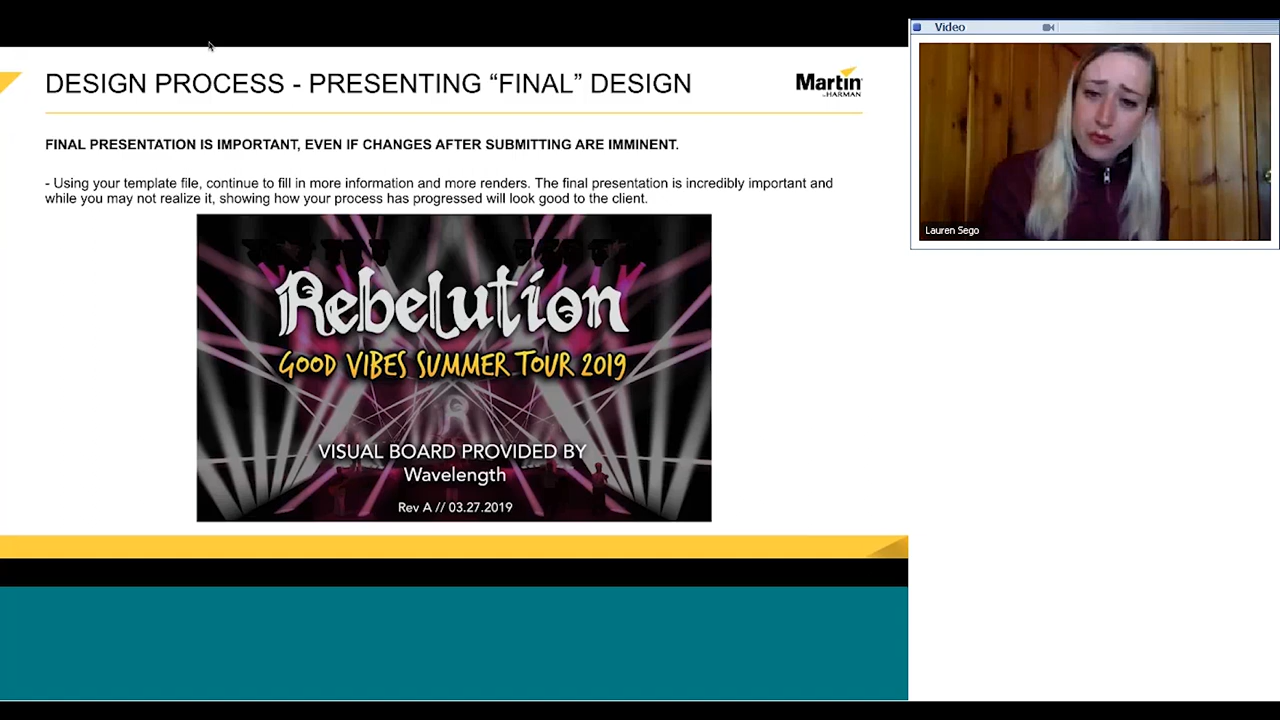 DESIGN PROCESS - PRESENTING “FINAL” DESIGN
Martin
by HARMAN
FINAL PRESENTATION IS IMPORTANT, EVEN IF CHANGES AFTER SUBMITTING ARE IMMINENT.
- Using your template file, continue to fill in more information and more renders. The final presentation is incredibly important and
while you may not realize it, showing how your process has progressed will look good to the client.
Rebelution
GOOD VIBES SUMMER TOUR 2019
R
VISUAL BOARD PROVIDED BY
Wavelength
Rev A // 03.27.2019
Video
Lauren Sego